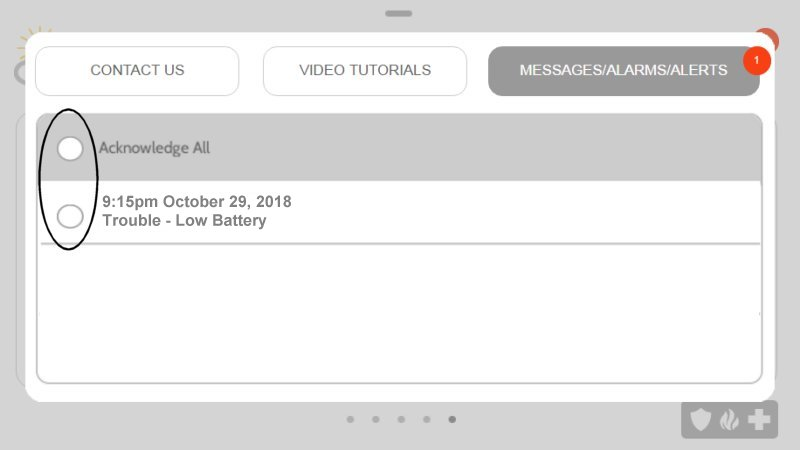 CONTACT US
VIDEO TUTORIALS
MESSAGES/ALARMS/ALERTS
1
Acknowledge All
9:15pm October 29, 2018
Trouble - Low Battery